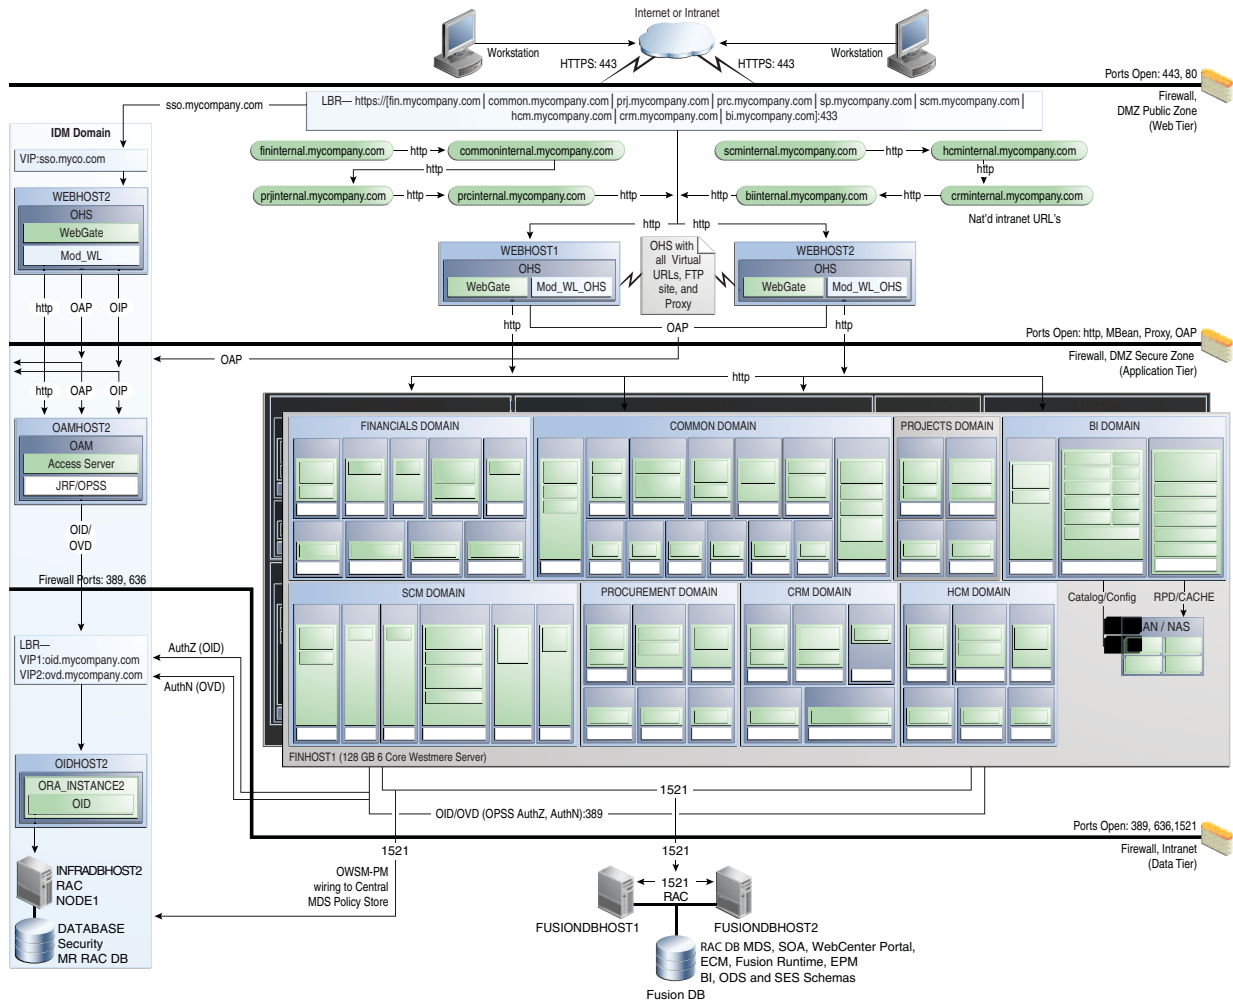 Internet or Intranet
Workstation
Workstation
HTTPS: 443
HTTPS: 443
Ports Open: 443, 80
Firewall,
DMZ Public Zone
(Web Tier)
sso.mycompany.com
LBR— https://[fin.mycompany.com | common.mycompany.com | prj.mycompany.com | prc.mycompany.com | sp.mycompany.com | scm.mycompany.com |
hcm.mycompany.com | crm.mycompany.com | bi.mycompany.com]:433
IDM Domain
VIP:sso.myco.com
fininternal.mycompany.com
http
commoninternal.mycompany.com
scminternal.mycompany.com
http
hcminternal.mycompany.com
http
http
prjinternal.mycompany.com
http
prcinternal.mycompany.com
http
biinternal.mycompany.com
http
crminternal.mycompany.com
Nat'd intranet URL's
WEBHOST2
OHS
WebGate
Mod_WL
http
http
WEBHOST1
OHS
WebGate
Mod_WL_OHS
OHS with
all Virtual
URLs, FTP
site, and
Proxy
WEBHOST2
OHS
WebGate
Mod_WL_OHS
http
OAP
OIP
http
OAP
http
Ports Open: http, MBean, Proxy, OAP
Firewall, DMZ Secure Zone
(Application Tier)
OAP
http
http
OAP
OIP
OAMHOST2
OAM
Access Server
JRF/OPSS
OID/
OVD
Firewall Ports: 389, 636
FINANCIALS DOMAIN
COMMON DOMAIN
PROJECTS DOMAIN
BI DOMAIN
SCM DOMAIN
PROCUREMENT DOMAIN
CRM DOMAIN
HCM DOMAIN
Catalog/Config
RPD/CACHE
AN / NAS
LBR—
VIP1:oid.mycompany.com
VIP2:ovd.mycompany.com
AuthZ (OID)
AuthN (OVD)
FINHOST1 (128 GB 6 Core Westmere Server)
OIDHOST2
ORA_INSTANCE2
OID
1521
OID/OVD (OPSS AuthZ, AuthN):389
Ports Open: 389, 636,1521
Firewall, Intranet
(Data Tier)
1521
1521
OWSM-PM
wiring to Central
MDS Policy Store
INFRADBHOST2
RAC
NODE1
1521
RAC
FUSIONDBHOST1
FUSIONDBHOST2
DATABASE
Security
MR RAC DB
RAC DB MDS, SOA, WebCenter Portal,
ECM, Fusion Runtime, EPM
BI, ODS and SES Schemas
Fusion DB